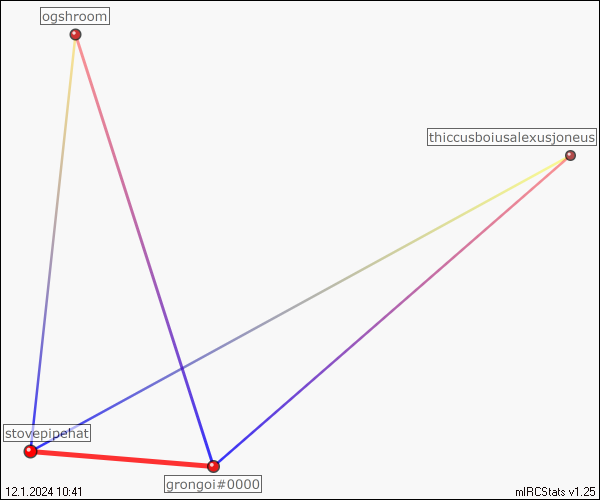 ogshroom
thiccusboiusalexusjoneus
stovepipehat
grongoi#0000
12.1.2024 10:41
mIRCStats v1.25